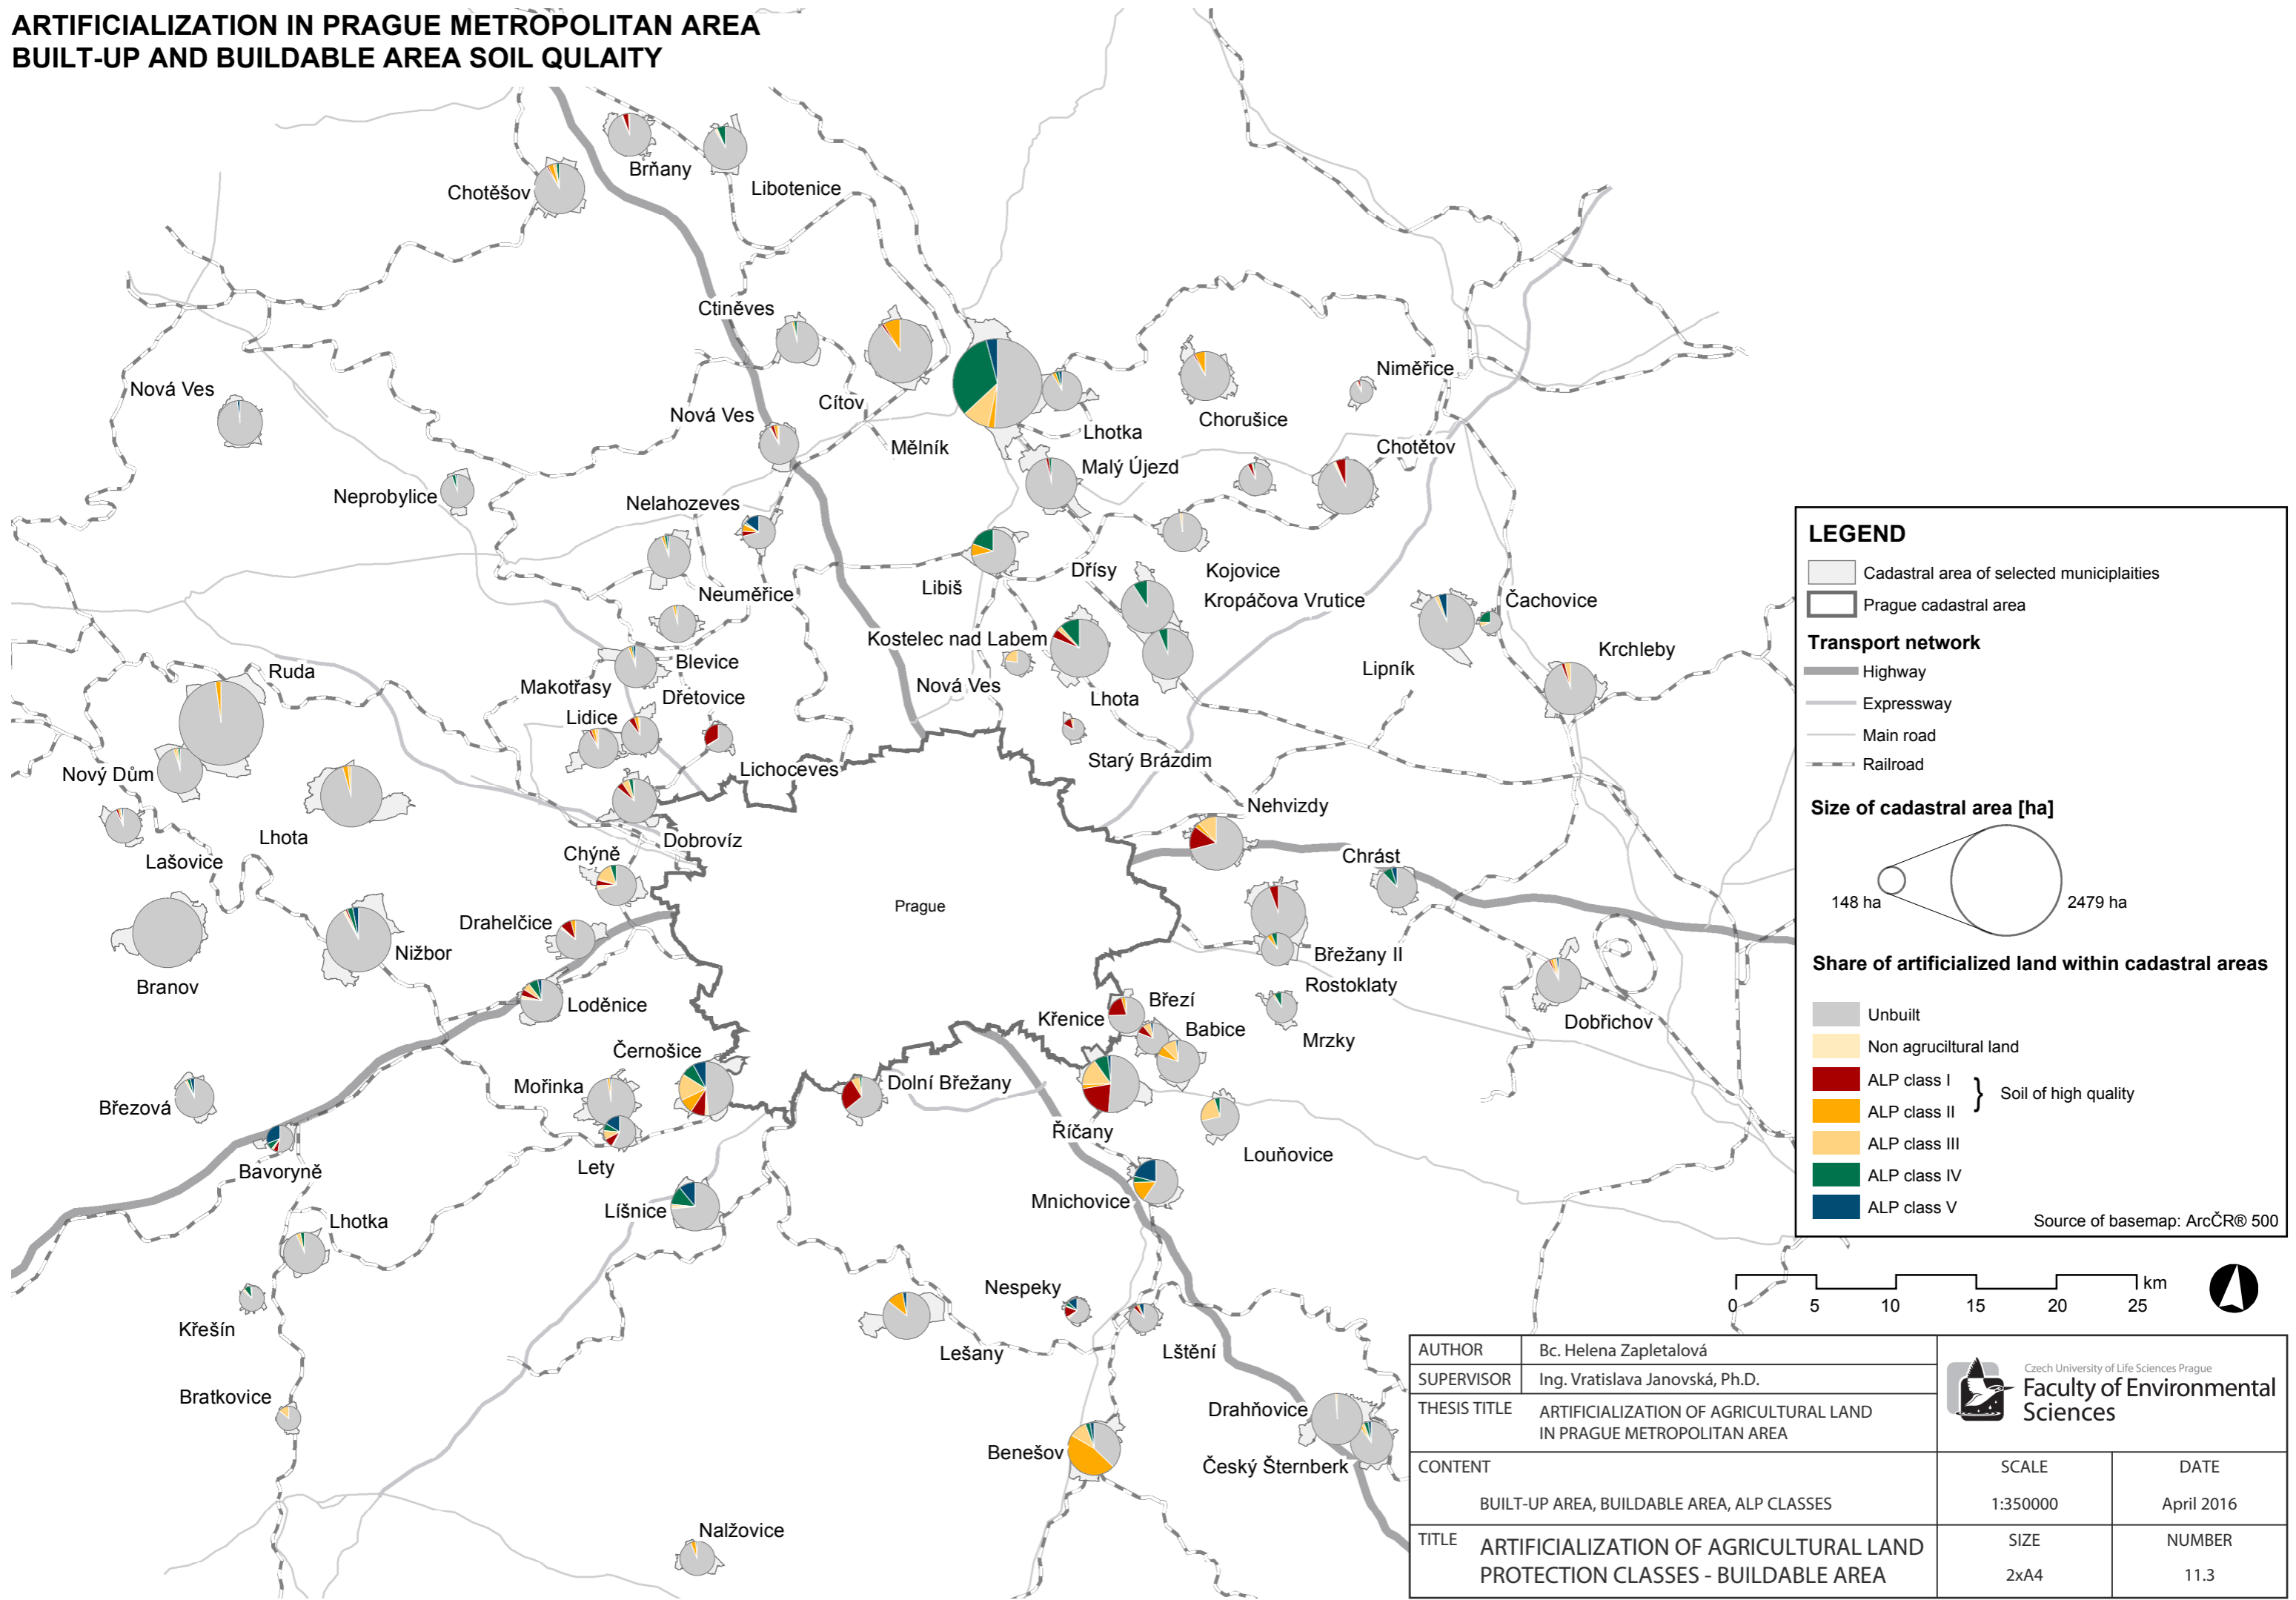 ARTIFICIALIZATION IN PRAGUE METROPOLITAN AREA
BUILT-UP AND BUILDABLE AREA SOIL QULAITY
Brňany
Libotenice
Chotěšov
Ctiněves
Cítov
Mělník
Lhotka
Chorušice
Niměřice
Nová Ves
Nová Ves
Malý Újezd
Chotětov
Neprobylice
Nelahozeves
Neuměřice
Libiš
Dřísy
Kojovice
Kropáčova Vrutice
Čachovice
Krchleby
Lipník
Kostelec nad Labem
Nová Ves
Lhota
Starý Brázdim
Blevice
Makotřasy
Dřetovice
Lidice
Lichoceves
Ruda
Nový Dům
Lhota
Lašovice
Dobrovíz
Chýně
Nehvizdy
Chrást
Prague
Drahelčice
Nižbor
Branov
Loděnice
Břežany II
Rostoklaty
Březí
Křenice
Babice
Mrzky
Dobřichov
Černošice
Mořinka
Dolní Břežany
Březová
Říčany
Louňovice
Bavoryně
Lety
Líšnice
Mnichovice
Lhotka
Křešín
Nespeky
Lešany
Lštění
Bratkovice
Drahňovice
Benešov
Český Šternberk
Nalžovice
LEGEND
Cadastral area of selected municiplaities
Prague cadastral area
Transport network
Highway
Expressway
Main road
Railroad
Size of cadastral area [ha]
148 ha
2479 ha
Share of artificialized land within cadastral areas
Unbuilt
Non agrucíltural land
ALP class I
ALP class II
} Soil of high quality
ALP class III
ALP class IV
ALP class V
Source of basemap: ArcČR® 500
km
0 5 10 15 20 25
AUTHOR Bc. Helena Zapletalová
SUPERVISOR Ing. Vratislava Janovská, Ph.D.
THESIS TITLE ARTIFICIALIZATION OF AGRICULTURAL LAND
IN PRAGUE METROPOLITAN AREA
Czech University of Life Sciences Prague
Faculty of Environmental
Sciences
CONTENT
BUILT-UP AREA, BUILDABLE AREA, ALP CLASSES
SCALE
1:350000
DATE
April 2016
TITLE ARTIFICIALIZATION OF AGRICULTURAL LAND
PROTECTION CLASSES - BUILDABLE AREA
SIZE
2xA4
NUMBER
11.3